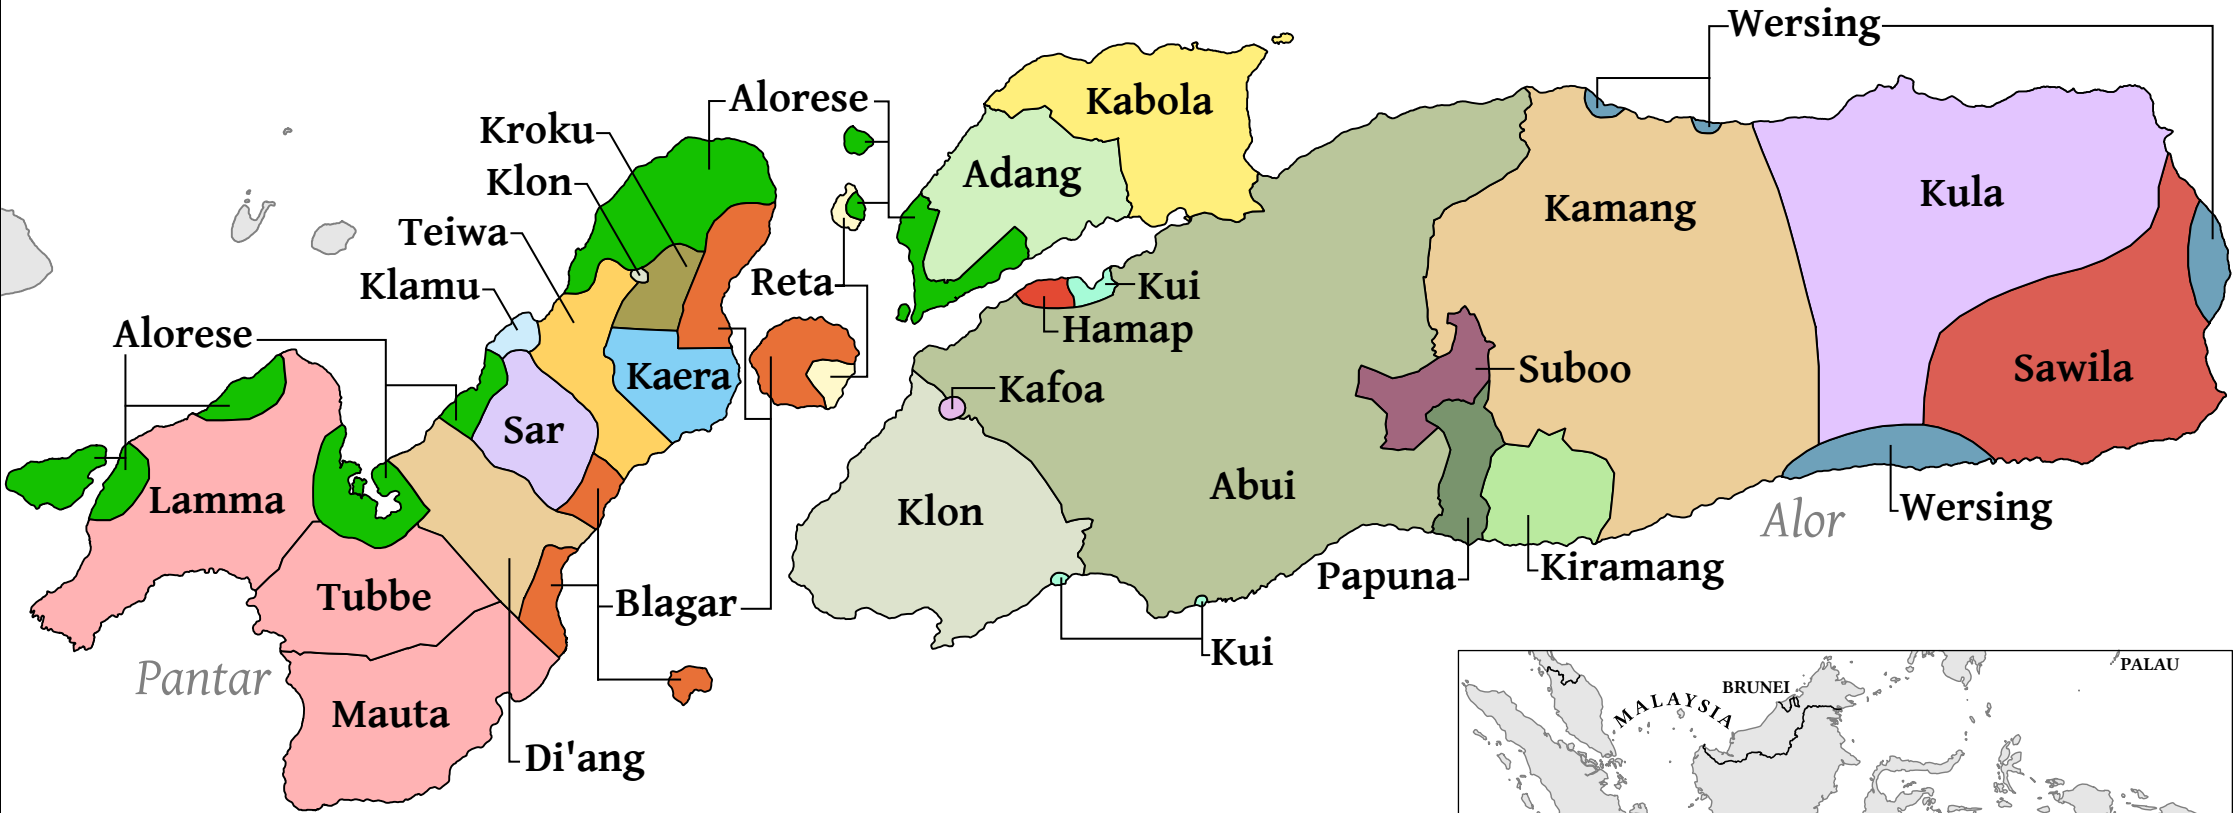 Wersing
Alorese
Kabola
Kroku
Klon
Adang
Kula
Kamang
Teiwa
Klamu
Reta
Kui
Alorese
Hamap
Kaera
Suboo
Sawila
Kafoa
Sar
Lamma
Abui
Klon
Wersing
Alor
Kiramang
Papuna
Tubbe
Blagar
Kui
Pantar
Mauta
Di'ang
PALAU
BRUNEI
MALAYSIA